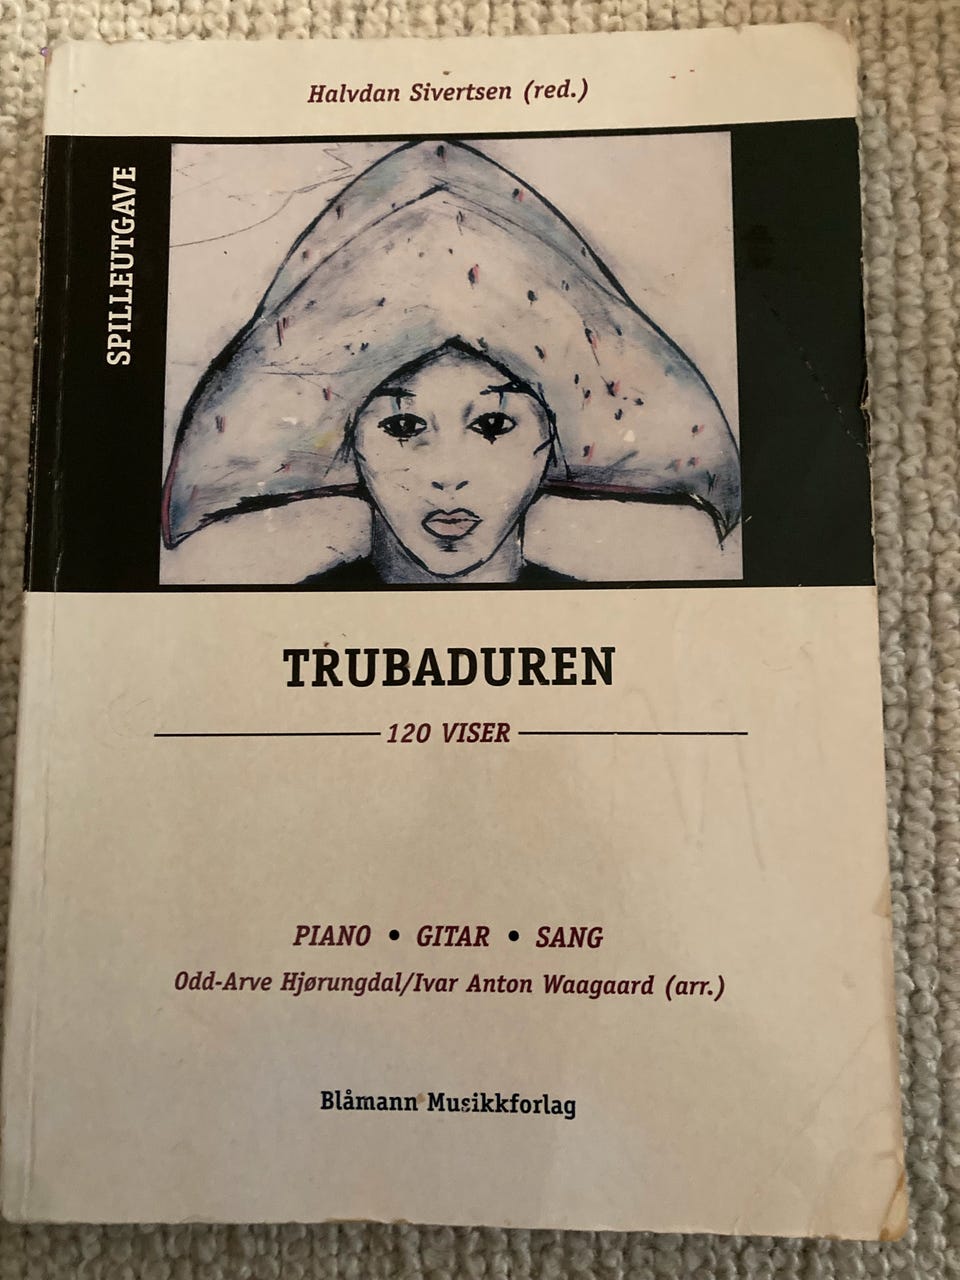 Halvdan Sivertsen (red.)
SPILLEUTGAVE
TRUBADUREN
120 VISER
PIANO • GITAR • SANG
Odd-Arve Hjørungdal/Ivar Anton Waagaard (arr.)
Blåmann Musikkforlag